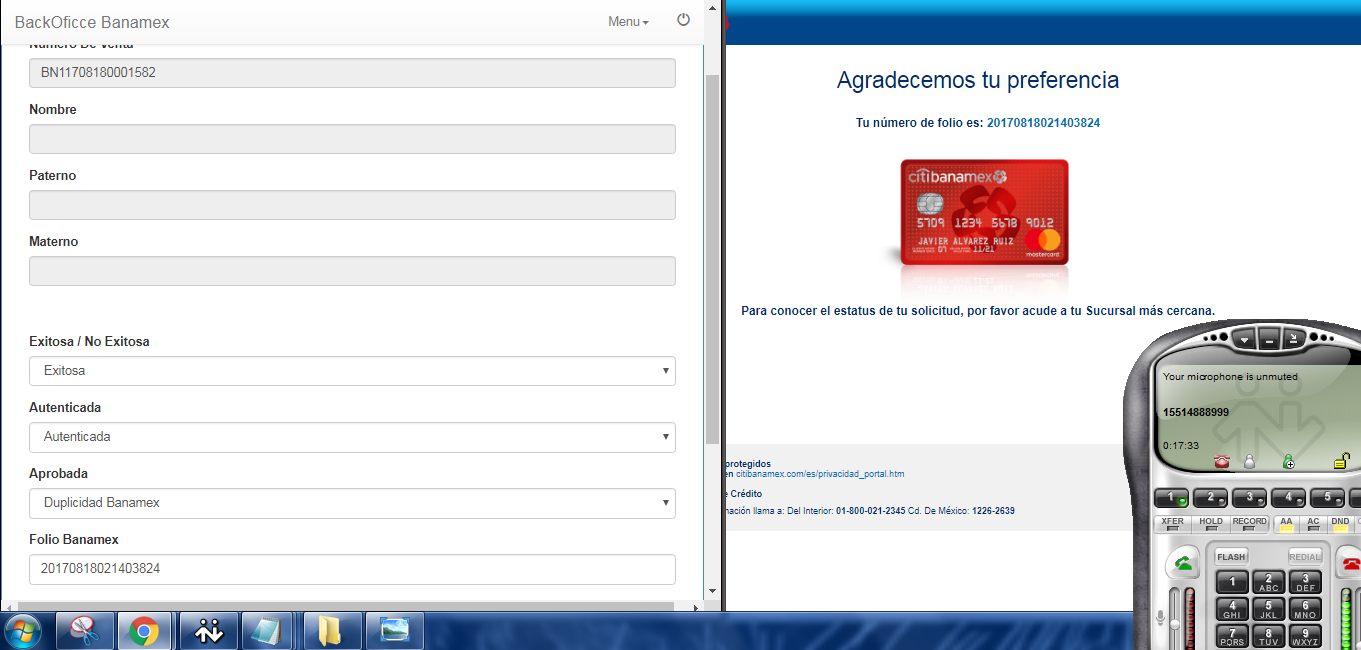 BackOficce Banamex
Menu
Numero De Venta
BN11708180001582
Nombre
Paterno
Materno
Exitosa / No Exitosa
Exitosa
Autenticada
Autenticada
Aprobada
Duplicidad Banamex
Folio Banamex
20170818021403824
Agradecemos tu preferencia
Tu número de folio es: 20170818021403824
citibanamex
5709 1234 5678 9012
JAVIER ALVAREZ RUIZ
07 11/21
mastercard
Para conocer el estatus de tu solicitud, por favor acude a tu Sucursal más cercana.
protegidos
en citibanamex.com/es/privacidad_portal.htm
e Crédito
mación llama a: Del Interior: 01-800-021-2345 Cd. De México: 1226-2639
Your microphone is unmuted
15514888999
0:17:33
1 2 3 4 5
XFER HOLD RECORD AA AC DND
FLASH REDIAL
1 2 ABC 3 DEF
4 GHI 5 JKL 6 MNO
7 PQRS 8 TUV 9 WXYZ